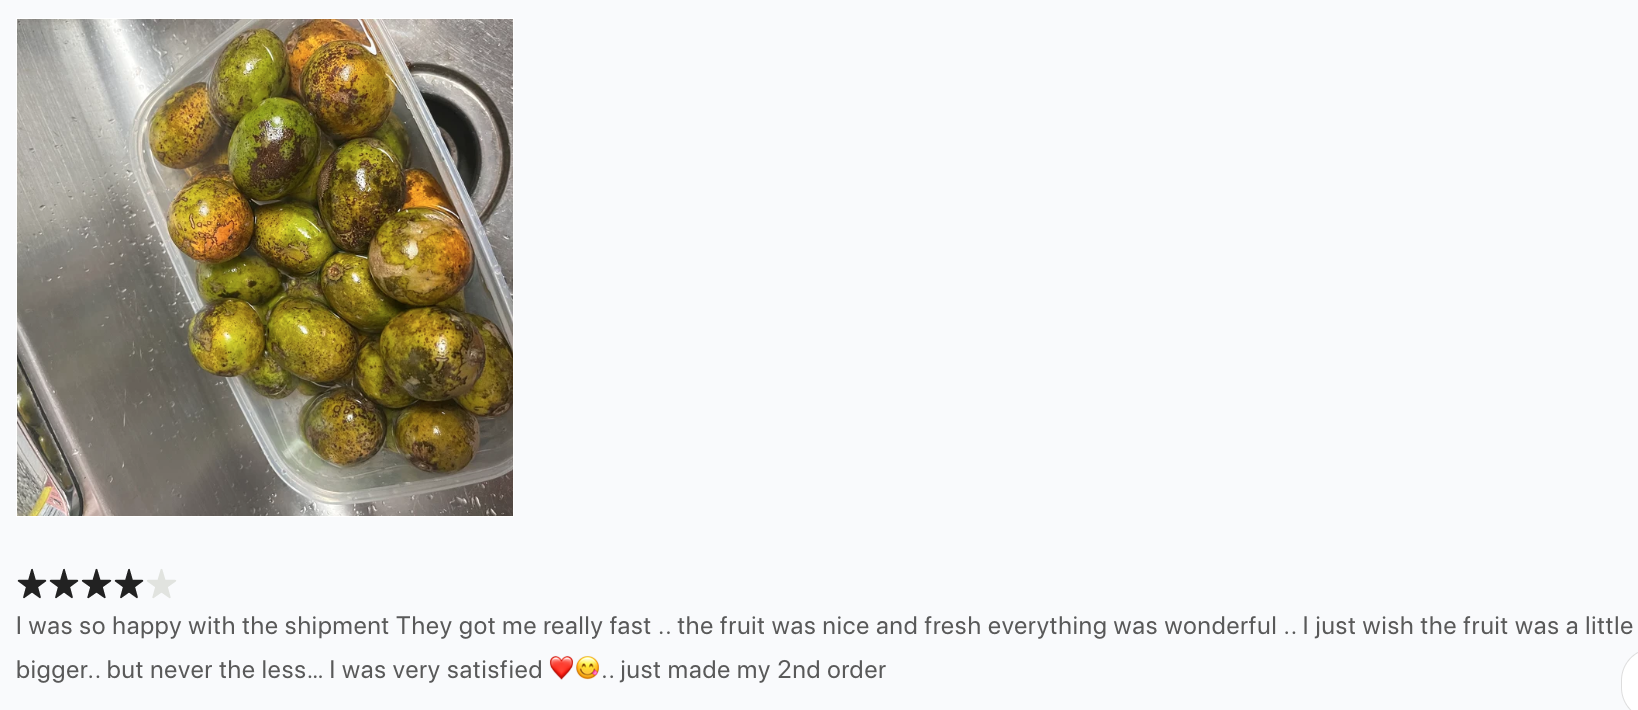 I was so happy with the shipment They got me really fast .. the fruit was nice and fresh everything was wonderful .. I just wish the fruit was a little
bigger.. but never the less... I was very satisfied ❤️😋.. just made my 2nd order